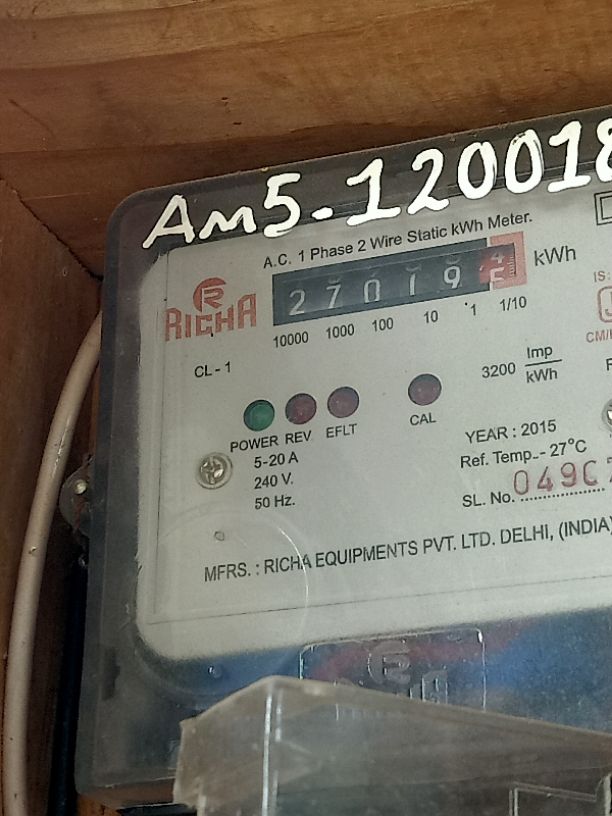 Am5-120018
A.C. 1 Phase 2 Wire Static kWh Meter.
27019 kWh
RICHA
10000 1000 100 10 1 1/10
IS:
CL - 1
3200 Imp/kWh
POWER REV EFLT CAL
5-20 A
240 V.
50 Hz.
YEAR : 2015
Ref. Temp.- 27°C
SL. No. 049
MFRS. : RICHA EQUIPMENTS PVT. LTD. DELHI, (INDIA)